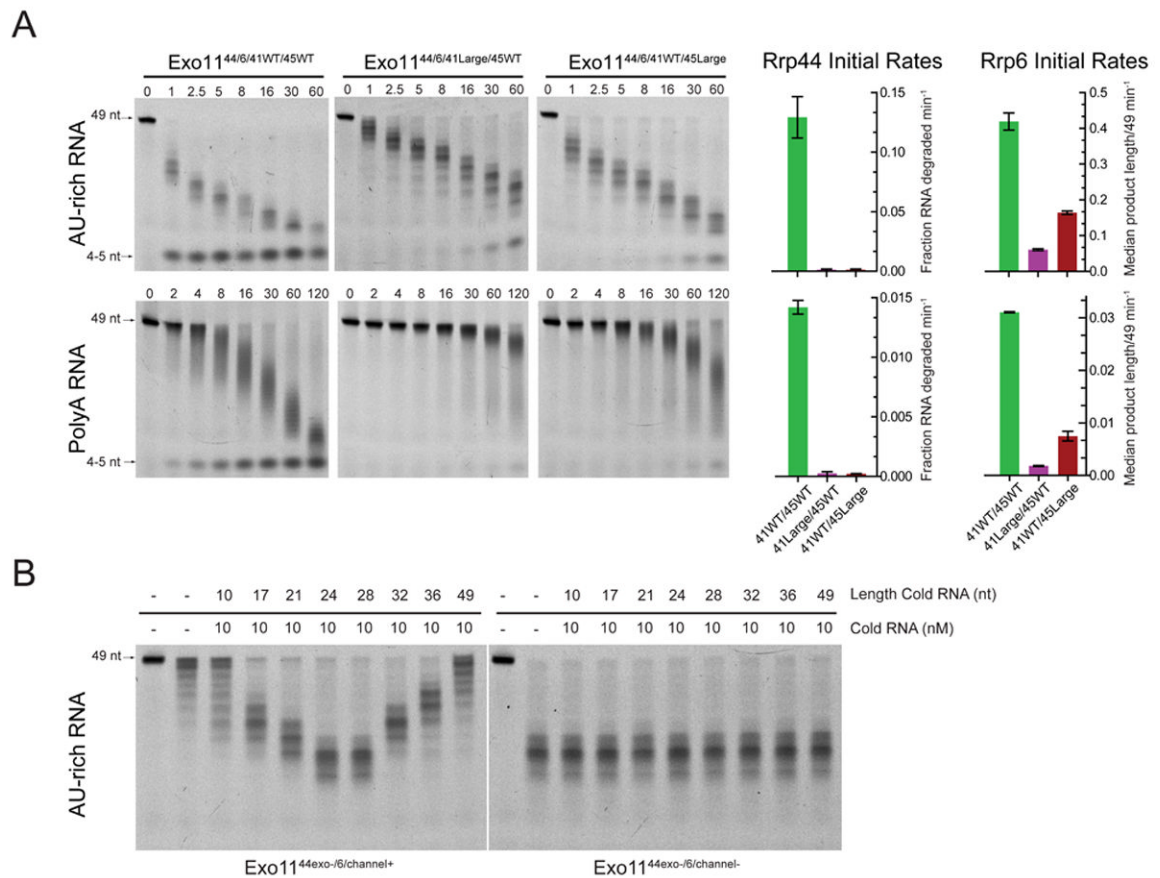 A
Exo11^44/6/41WT/45WT Exo11^44/6/41Large/45WT Exo11^44/6/41WT/45Large
0 1 2.5 5 8 16 30 60 0 1 2.5 5 8 16 30 60 0 1 2.5 5 8 16 30 60
AU-rich RNA
49 nt
4-5 nt
0 2 4 8 16 30 60 120 0 2 4 8 16 30 60 120 0 2 4 8 16 30 60 120
PolyA RNA
49 nt
4-5 nt
Rrp44 Initial Rates
0.15
0.10
0.05
0.00
Fraction RNA degraded min^-1
0.015
0.010
0.005
0.000
Fraction RNA degraded min^-1
41WT/45WT
41Large/45WT
41WT/45Large
Rrp6 Initial Rates
0.5
0.4
0.3
0.2
0.1
0.0
Median product length/49 min^-1
0.03
0.02
0.01
0.00
Median product length/49 min^-1
41WT/45WT
41Large/45WT
41WT/45Large
B
- - 10 17 21 24 28 32 36 49 - - 10 17 21 24 28 32 36 49 Length Cold RNA (nt)
- - 10 10 10 10 10 10 10 10 - - 10 10 10 10 10 10 10 10 Cold RNA (nM)
49 nt
AU-rich RNA
Exo11^44exo-/6/channel+ Exo11^44exo-/6/channel-